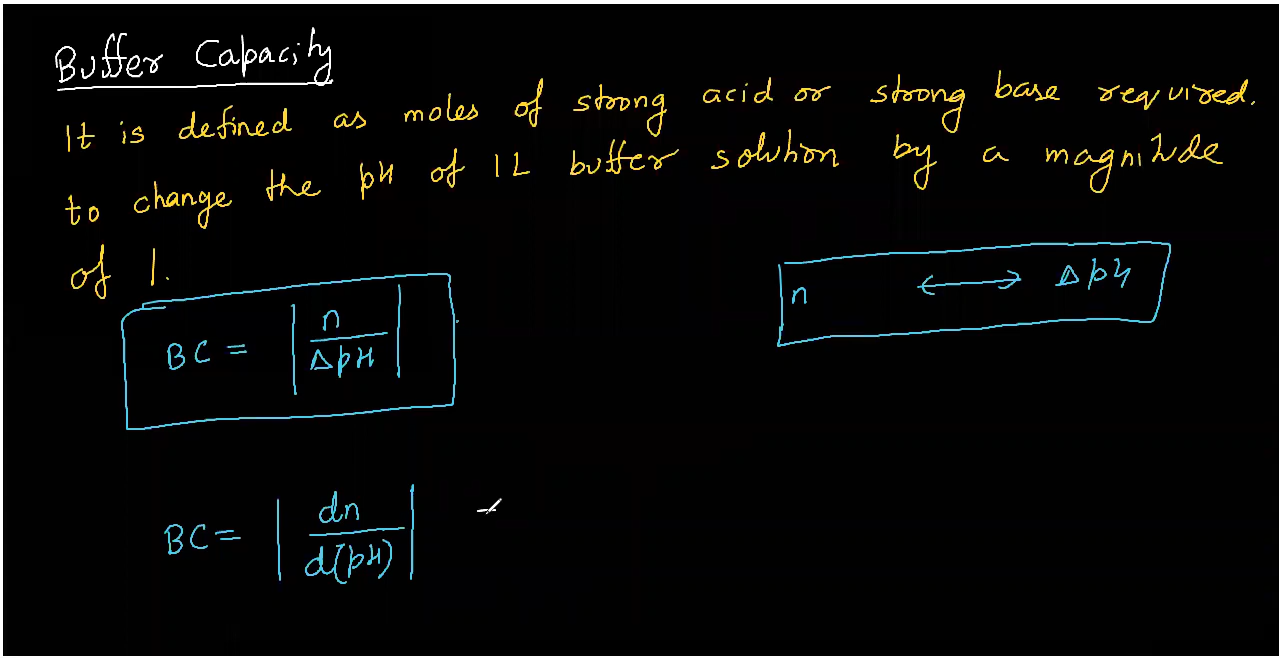 Buffer Capacity
It is defined as moles of strong acid or strong base required.
to change the pH of 1L buffer solution by a magnitude
of 1.
n ⟷ ΔpH
BC = | n / ΔpH |
BC = | dn / d(pH) |